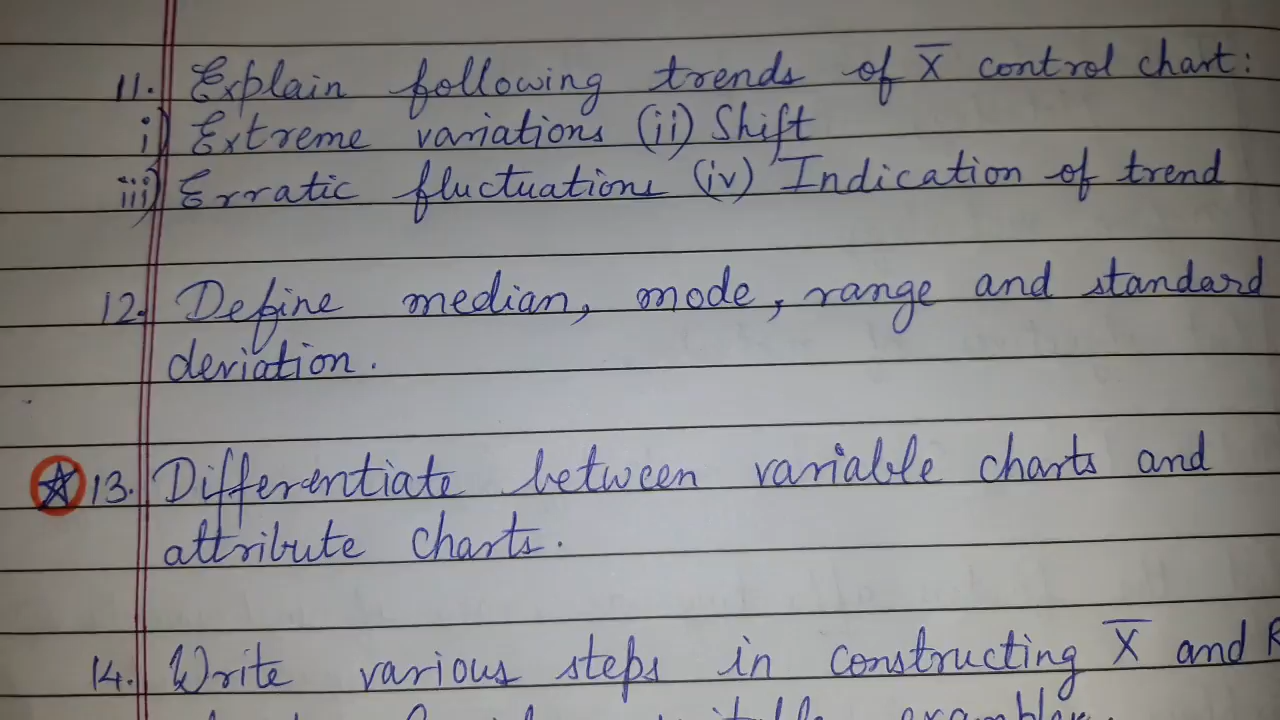 11. Explain following trends of X̅ control chart:
i) Extreme variations (ii) Shift
iii) Erratic fluctuations (iv) Indication of trend
12. Define median, mode, range and standard
deviation.
13. Differentiate between variable charts and
attribute charts.
14. Write various steps in constructing X̅ and R